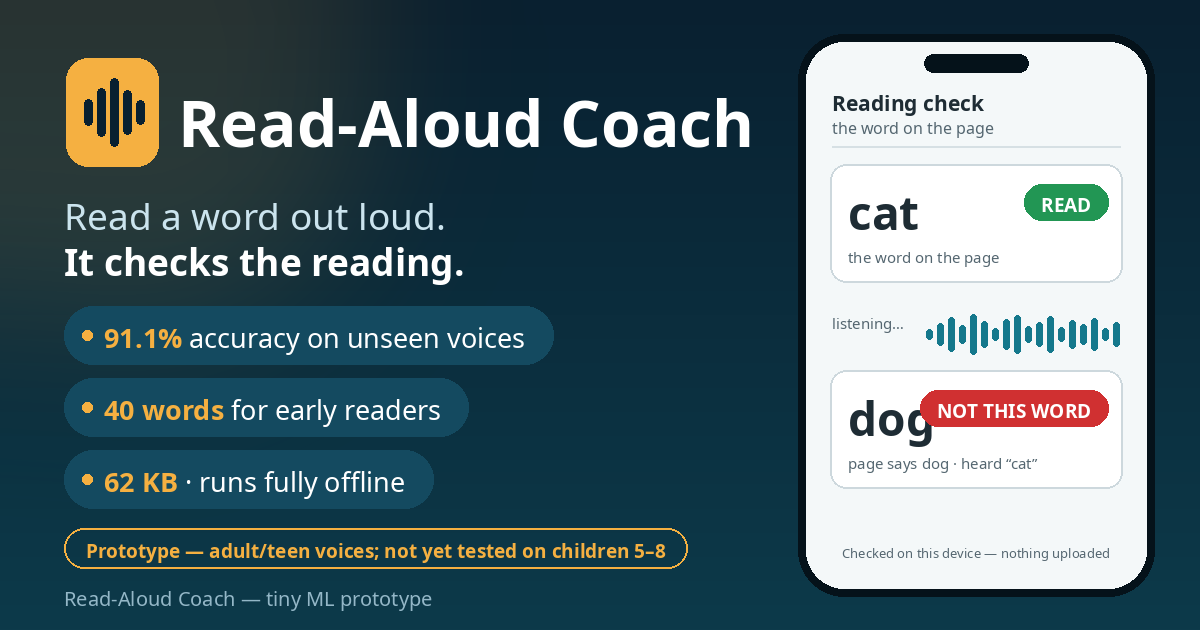 Read-Aloud Coach
Read a word out loud.
It checks the reading.
91.1% accuracy on unseen voices
40 words for early readers
62 KB · runs fully offline
Prototype — adult/teen voices; not yet tested on children 5–8
Read-Aloud Coach — tiny ML prototype
Reading check
the word on the page
cat
READ
the word on the page
listening...
dog
NOT THIS WORD
page says dog · heard “cat”
Checked on this device — nothing uploaded